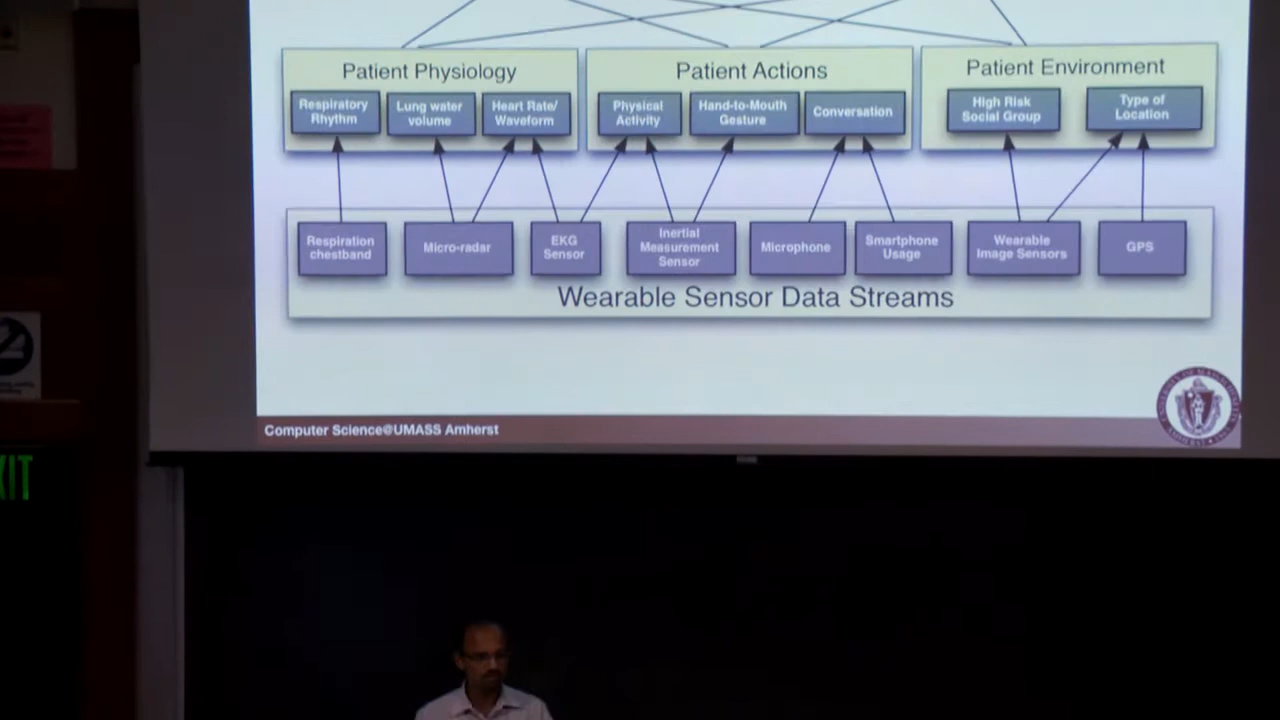 Patient Physiology
Respiratory
Rhythm
Lung water
volume
Heart Rate/
Waveform
Patient Actions
Physical
Activity
Hand-to-Mouth
Gesture
Conversation
Patient Environment
High Risk
Social Group
Type of
Location
Respiration
chestband
Micro-radar
EKG
Sensor
Inertial
Measurement
Sensor
Microphone
Smartphone
Usage
Wearable
Image Sensors
GPS
Wearable Sensor Data Streams
Computer Science@UMASS Amherst
XIT